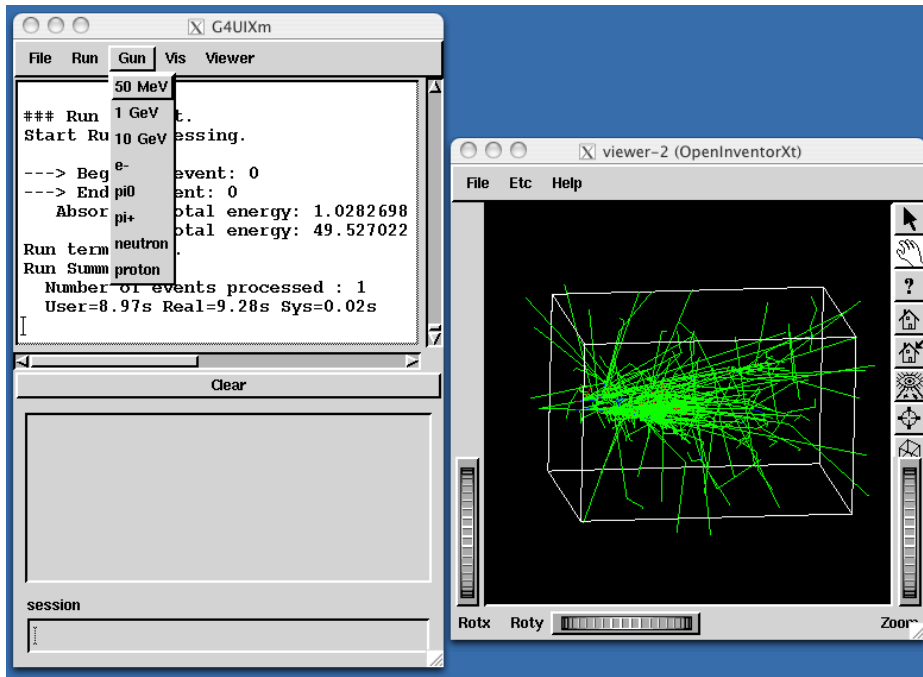 G4UIXm
File Run Gun Vis Viewer
50 MeV
1 GeV
10 GeV
e-
pi0
pi+
neutron
proton
### Run t.
Start Ru essing.
---> Beg event: 0
---> End ent: 0
Absor otal energy: 1.0282698
otal energy: 49.527022
Run term .
Run Summ
Number of events processed : 1
User=8.97s Real=9.28s Sys=0.02s
Clear
session
viewer-2 (OpenInventorXt)
File Etc Help
?
Rotx Roty Zoom